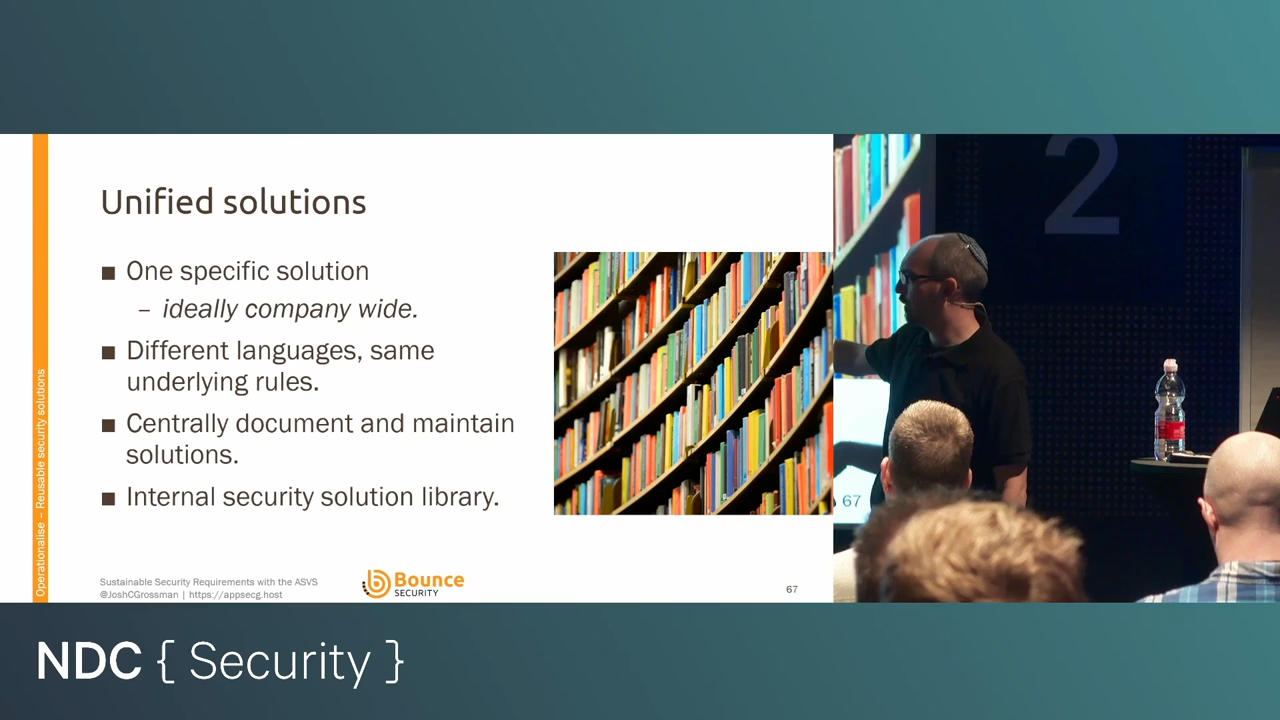 Unified solutions
■ One specific solution
– ideally company wide.
■ Different languages, same
underlying rules.
■ Centrally document and maintain
solutions.
■ Internal security solution library.
Operationalise – Reusable security solutions
Sustainable Security Requirements with the ASVS
@JoshCGrossman | https://appsecg.host
Bounce
SECURITY
67
2
67
NDC { Security }